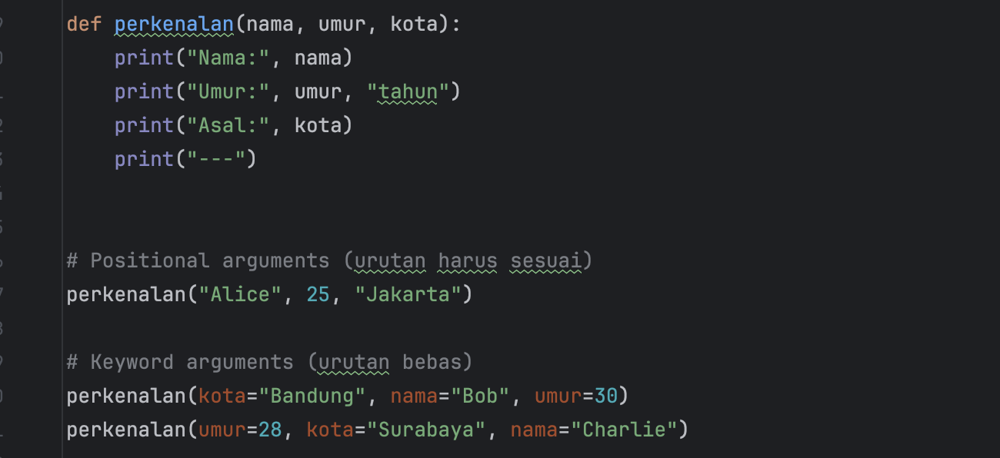 def perkenalan(nama, umur, kota):
    print("Nama:", nama)
    print("Umur:", umur, "tahun")
    print("Asal:", kota)
    print("---")
# Positional arguments (urutan harus sesuai)
perkenalan("Alice", 25, "Jakarta")
# Keyword arguments (urutan bebas)
perkenalan(kota="Bandung", nama="Bob", umur=30)
perkenalan(umur=28, kota="Surabaya", nama="Charlie")